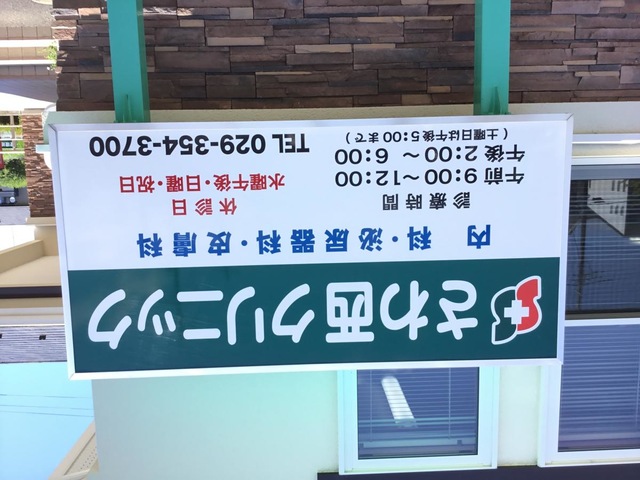 さわ西クリニック
内科・泌尿器科・皮膚科
診療時間
午前 9:00〜12:00
午後 2:00〜 6:00
(土曜日は午後5:00まで)
休診日
水曜午後・日曜・祝日
TEL 029-354-3700